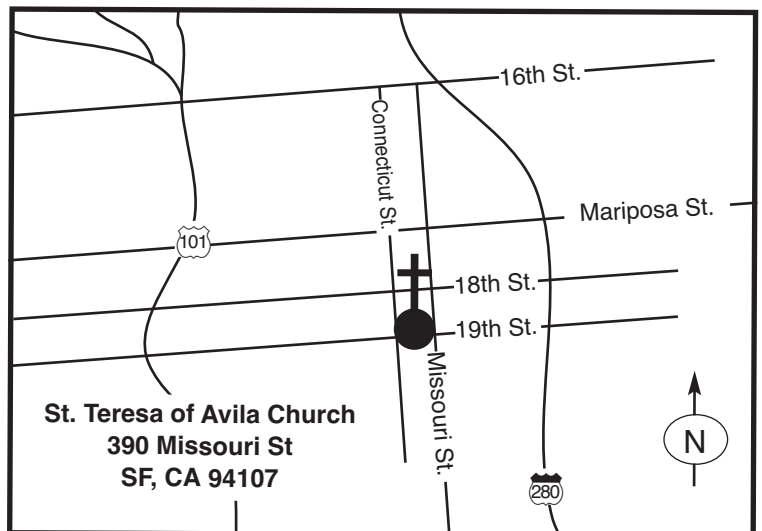 16th St.
Connecticut St.
Mariposa St.
101
18th St.
19th St.
Missouri St.
St. Teresa of Avila Church
390 Missouri St
SF, CA 94107
N
280